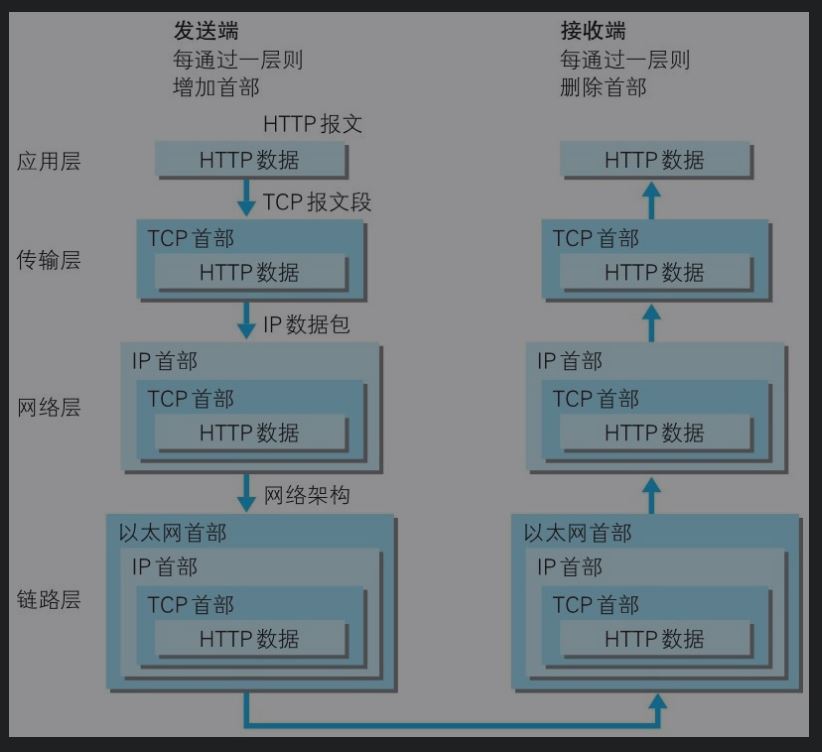 发送端
每通过一层则
增加首部
接收端
每通过一层则
删除首部
HTTP 报文
应用层
HTTP 数据
HTTP 数据
TCP 报文段
传输层
TCP 首部
HTTP 数据
TCP 首部
HTTP 数据
IP 数据包
网络层
IP 首部
TCP 首部
HTTP 数据
IP 首部
TCP 首部
HTTP 数据
网络架构
链路层
以太网首部
IP 首部
TCP 首部
HTTP 数据
以太网首部
IP 首部
TCP 首部
HTTP 数据